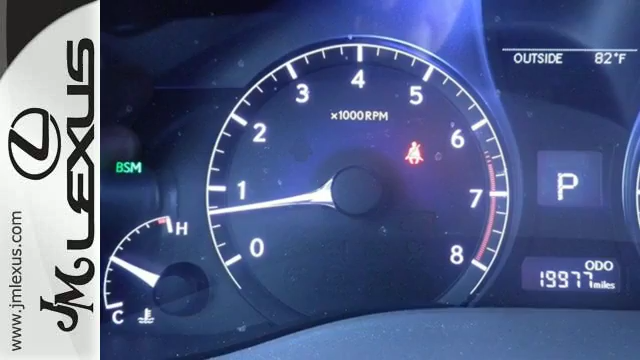 JM LEXUS
www.jmlexus.com
BSM
H
C
0
1
2
3
4
5
6
7
8
x1000RPM
OUTSIDE 82°F
P
ODO
19977 miles